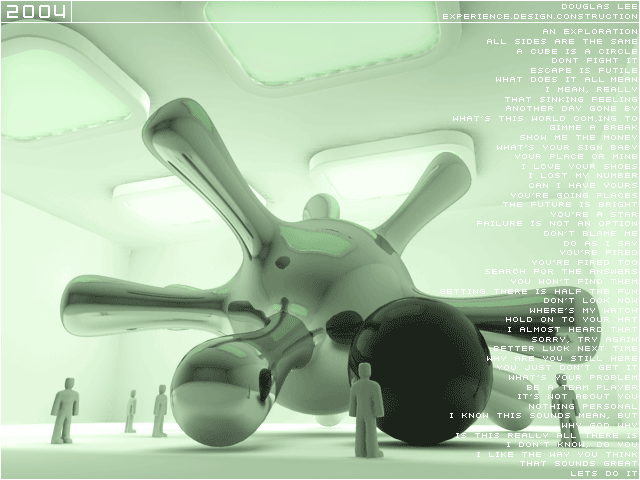 2004
DOUGLAS LEE
EXPERIENCE.DESIGN.CONSTRUCTION
AN EXPLORATION
ALL SIDES ARE THE SAME
A CUBE IS A CIRCLE
DONT FIGHT IT
ESCAPE IS FUTILE
WHAT DOES IT ALL MEAN
I MEAN, REALLY
THAT SINKING FEELING
ANOTHER DAY GONE BY
WHAT'S THIS WORLD COM,ING TO
GIMME A BREAK
SHOW ME THE MONEY
WHAT'S YOUR SIGN BABY
YOUR PLACE OR MINE
I LOVE YOUR SHOES
I LOST MY NUMBER
CAN I HAVE YOURS
YOU'RE GOING PLACES
THE FUTURE IS BRIGHT
YOU'RE A STAR
FAILURE IS NOT AN OPTION
DON'T BLAME ME
DO AS I SAY
YOU'RE FIRED
YOU'RE FIRED TOO
SEARCH FOR THE ANSWERS
YOU WON'T FIND THEM
GETTING THERE IS HALF THE FUN
DON'T LOOK NOW
WHERE'S MY WATCH
HOLD ON TO YOUR HAT
I ALMOST HEARD THAT
SORRY, TRY AGAIN
BETTER LUCK NEXT TIME
WHY ARE YOU STILL HERE
YOU JUST DON'T GET IT
WHAT'S YOUR PROBLEM
BE A TEAM PLAYER
IT'S NOT ABOUT YOU
NOTHING PERSONAL
I KNOW THIS SOUNDS MEAN, BUT
WHY GOD WHY
IS THIS REALLY ALL THERE IS
I DON'T KNOW, DO YOU
I LIKE THE WAY YOU THINK
THAT SOUNDS GREAT
LETS DO IT